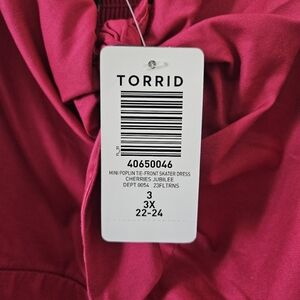 TORRID
40650046
MINI POPLIN TIE-FRONT SKATER DRESS
CHERRIES JUBILEE
DEPT 0054 23FLTRNS
3
3X
22-24